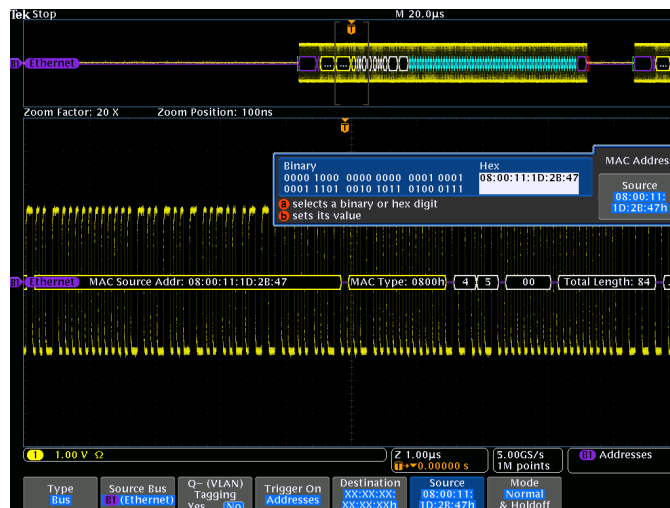 Tek Stop M 20.0µs
T
B1 Ethernet ... ...
Zoom Factor: 20 X Zoom Position: 100ns
T
Binary Hex
0000 1000 0000 0000 0001 0001 08:00:11:1D:2B:47
0001 1101 0010 1011 0100 0111
a selects a binary or hex digit
b sets its value
MAC Addres
Source
08:00:11:
1D:2B:47h
B1 Ethernet MAC Source Addr: 08:00:11:1D:2B:47 MAC Type: 0800h 4 5 00 Total Length: 84
1 1.00 V Ω
Z 1.00µs
T→▼0.00000 s
5.00GS/s
1M points
B1 Addresses
Type
Bus
Source Bus
B1 (Ethernet)
Q− (VLAN)
Tagging
Yes No
Trigger On
Addresses
Destination
XX:XX:XX:
XX:XX:XXh
Source
08:00:11:
1D:2B:47h
Mode
Normal
& Holdoff